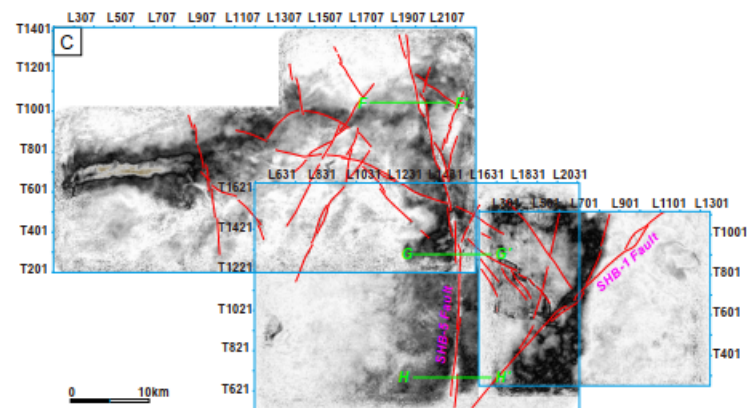 L307 L507 L707 L907 L1107 L1307 L1507 L1707 L1907 L2107
T1401
C
T1201
T1001
F
F'
T801
L631 L831 L1031 L1231 L1431 L1631 L1831 L2031
T601
T1621
L301 L501 L701 L901 L1101 L1301
T401
T1421
T1001
T201
T1221
G G'
T801
SHB-1 Fault
T1021
SHB-5 Fault
T601
T821
T401
H H'
T621
0 10km